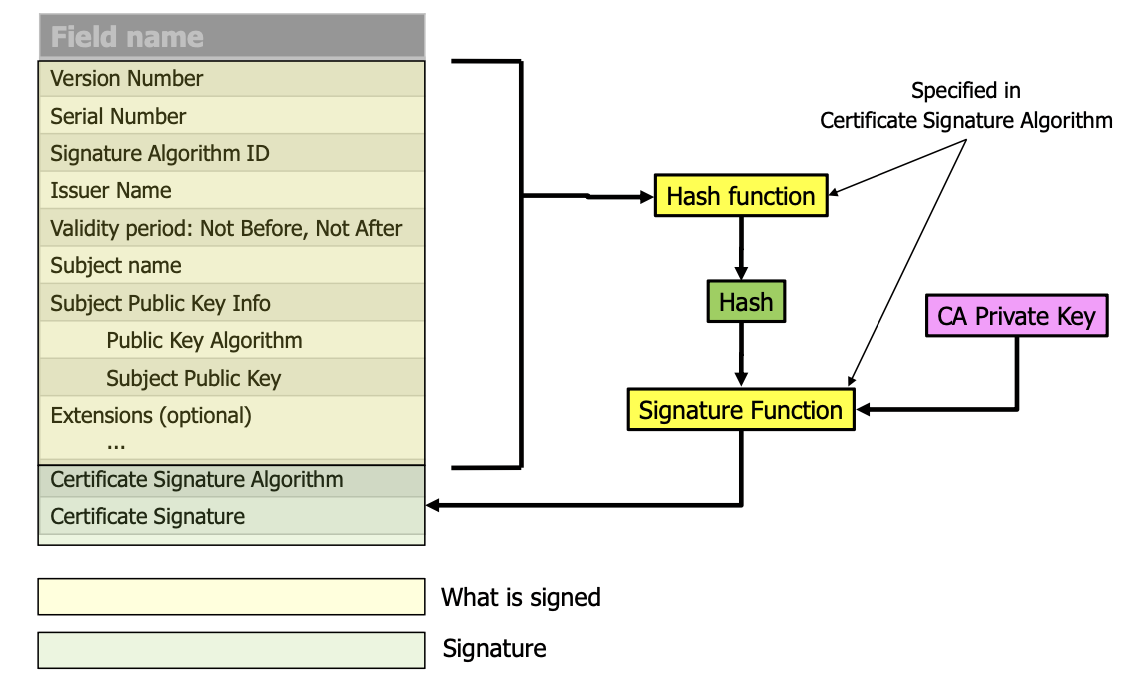 Field name
Version Number
Serial Number
Signature Algorithm ID
Issuer Name
Validity period: Not Before, Not After
Subject name
Subject Public Key Info
Public Key Algorithm
Subject Public Key
Extensions (optional)
...
Certificate Signature Algorithm
Certificate Signature
Specified in
Certificate Signature Algorithm
Hash function
Hash
CA Private Key
Signature Function
What is signed
Signature